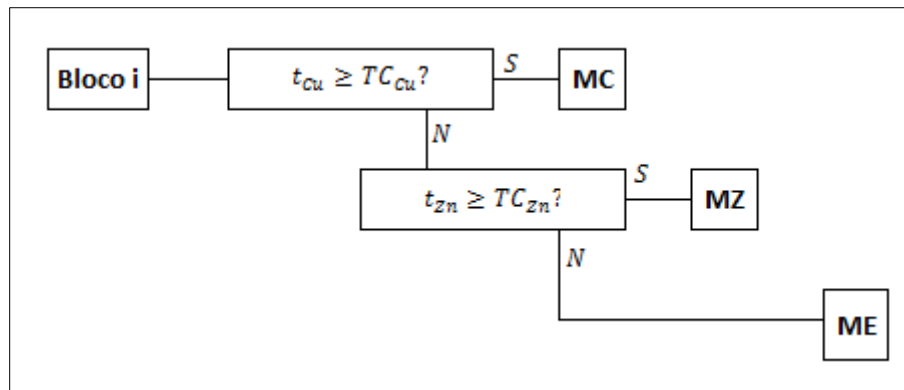 Bloco i
t_Cu ≥ TC_Cu?
S
MC
N
t_Zn ≥ TC_Zn?
S
MZ
N
ME